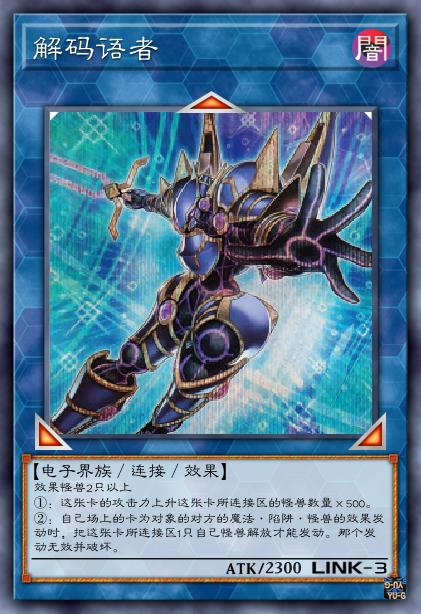 解码语者
闇
【电子界族／连接／效果】
效果怪兽2只以上
①：这张卡的攻击力上升这张卡所连接区的怪兽数量×500。
②：自己场上的卡为对象的对方的魔法·陷阱·怪兽的效果发
动时，把这张卡所连接区1只自己怪兽解放才能发动。那个发
动无效并破坏。
ATK/2300 LINK-3